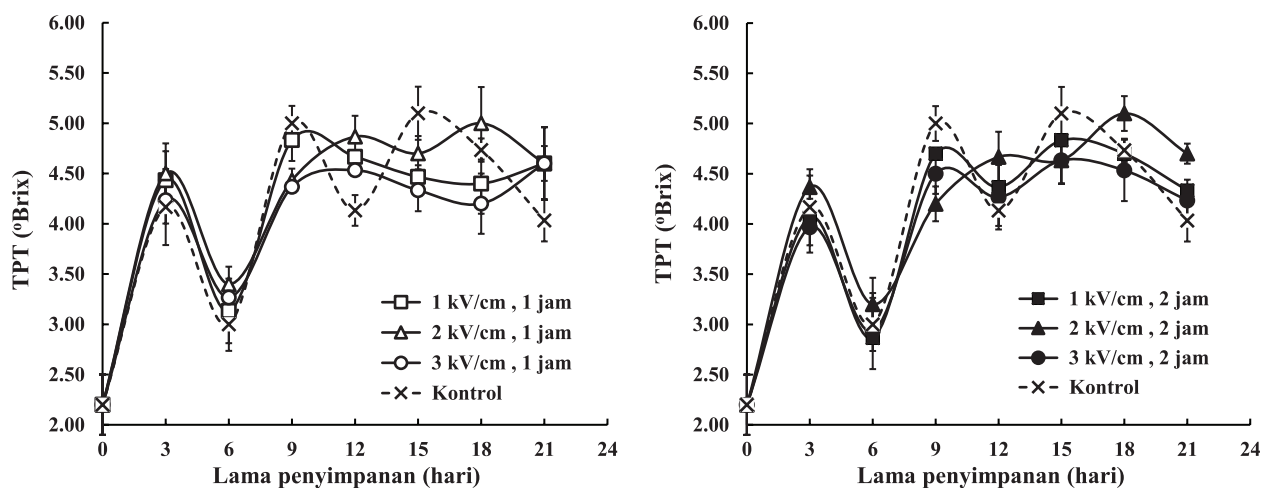 6.00
5.50
5.00
4.50
4.00
3.50
3.00
2.50
2.00
TPT (°Brix)
1 kV/cm , 1 jam
2 kV/cm , 1 jam
3 kV/cm , 1 jam
Kontrol
0 3 6 9 12 15 18 21 24
Lama penyimpanan (hari)
6.00
5.50
5.00
4.50
4.00
3.50
3.00
2.50
2.00
TPT (°Brix)
1 kV/cm , 2 jam
2 kV/cm , 2 jam
3 kV/cm , 2 jam
Kontrol
0 3 6 9 12 15 18 21 24
Lama penyimpanan (hari)